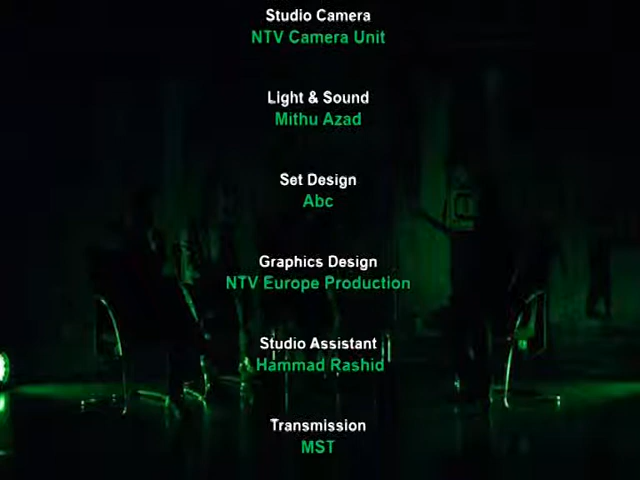 Studio Camera
NTV Camera Unit
Light & Sound
Mithu Azad
Set Design
Abc
Graphics Design
NTV Europe Production
Studio Assistant
Hammad Rashid
Transmission
MST